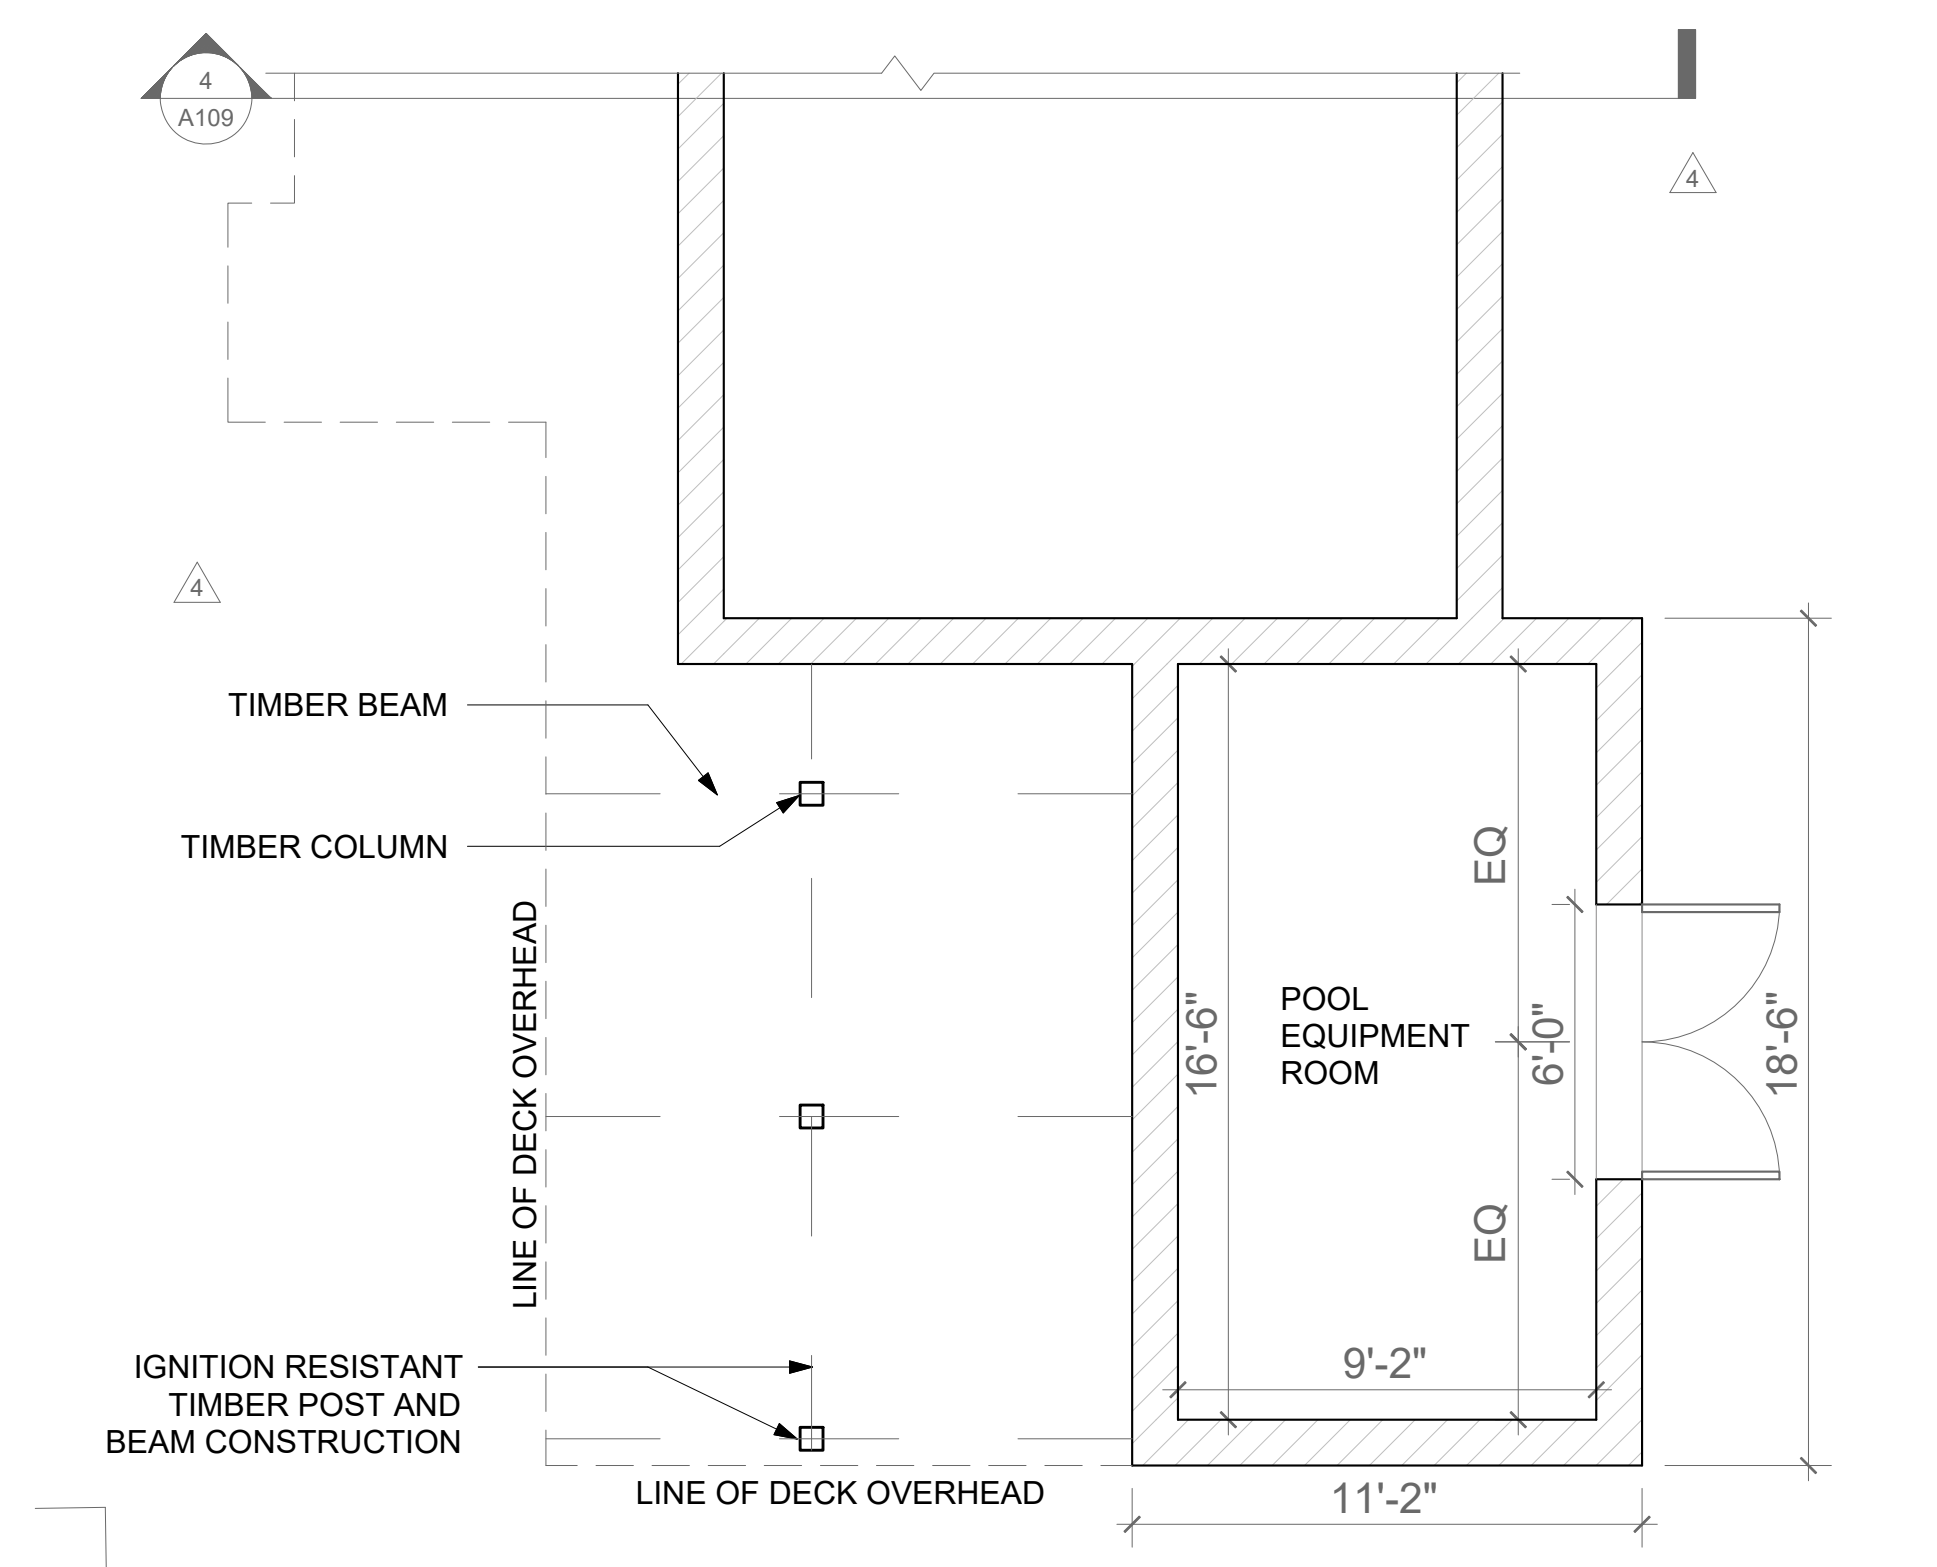 4
A109
4
4
TIMBER BEAM
TIMBER COLUMN
EQ
LINE OF DECK OVERHEAD
16'-6"
POOL
EQUIPMENT
ROOM
6'-0"
18'-6"
EQ
IGNITION RESISTANT
TIMBER POST AND
BEAM CONSTRUCTION
9'-2"
LINE OF DECK OVERHEAD
11'-2"